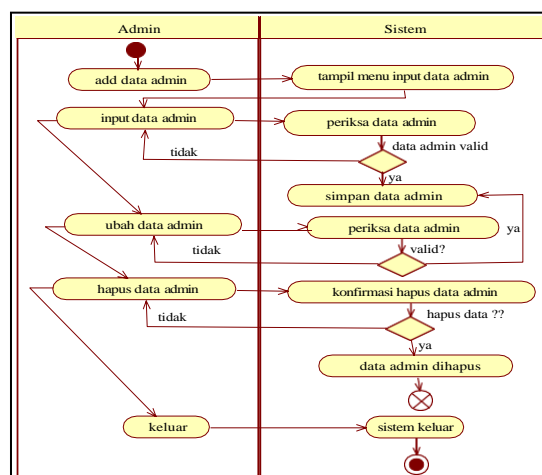 Admin
Sistem
add data admin
tampil menu input data admin
input data admin
periksa data admin
data admin valid
tidak
ya
simpan data admin
ubah data admin
periksa data admin
ya
tidak
valid?
hapus data admin
konfirmasi hapus data admin
tidak
hapus data ??
ya
data admin dihapus
keluar
sistem keluar